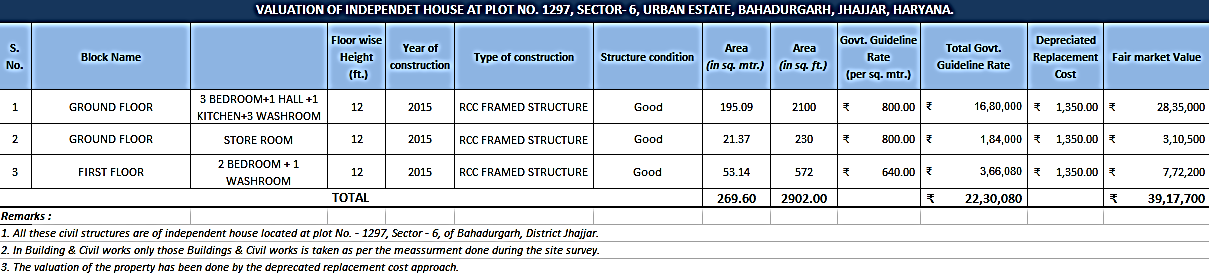 VALUATION OF INDEPENDET HOUSE AT PLOT NO. 1297, SECTOR- 6, URBAN ESTATE, BAHADURGARH, JHAJJAR, HARYANA.
S. No. Block Name Floor wise Height (ft.) Year of construction Type of construction Structure condition Area (in sq. mtr.) Area (in sq. ft.) Govt. Guideline Rate (per sq. mtr.) Total Govt. Guideline Rate Depreciated Replacement Cost Fair market Value
1 GROUND FLOOR 3 BEDROOM+1 HALL +1 KITCHEN+3 WASHROOM 12 2015 RCC FRAMED STRUCTURE Good 195.09 2100 ₹ 800.00 ₹ 16,80,000 ₹ 1,350.00 ₹ 28,35,000
2 GROUND FLOOR STORE ROOM 12 2015 RCC FRAMED STRUCTURE Good 21.37 230 ₹ 800.00 ₹ 1,84,000 ₹ 1,350.00 ₹ 3,10,500
3 FIRST FLOOR 2 BEDROOM + 1 WASHROOM 12 2015 RCC FRAMED STRUCTURE Good 53.14 572 ₹ 640.00 ₹ 3,66,080 ₹ 1,350.00 ₹ 7,72,200
TOTAL 269.60 2902.00 ₹ 22,30,080 ₹ 39,17,700
Remarks :
1. All these civil structures are of independent house located at plot No. - 1297, Sector - 6, of Bahadurgarh, District Jhajjar.
2. In Building & Civil works only those Buildings & Civil works is taken as per the meassurment done during the site survey.
3. The valuation of the property has been done by the deprecated replacement cost approach.